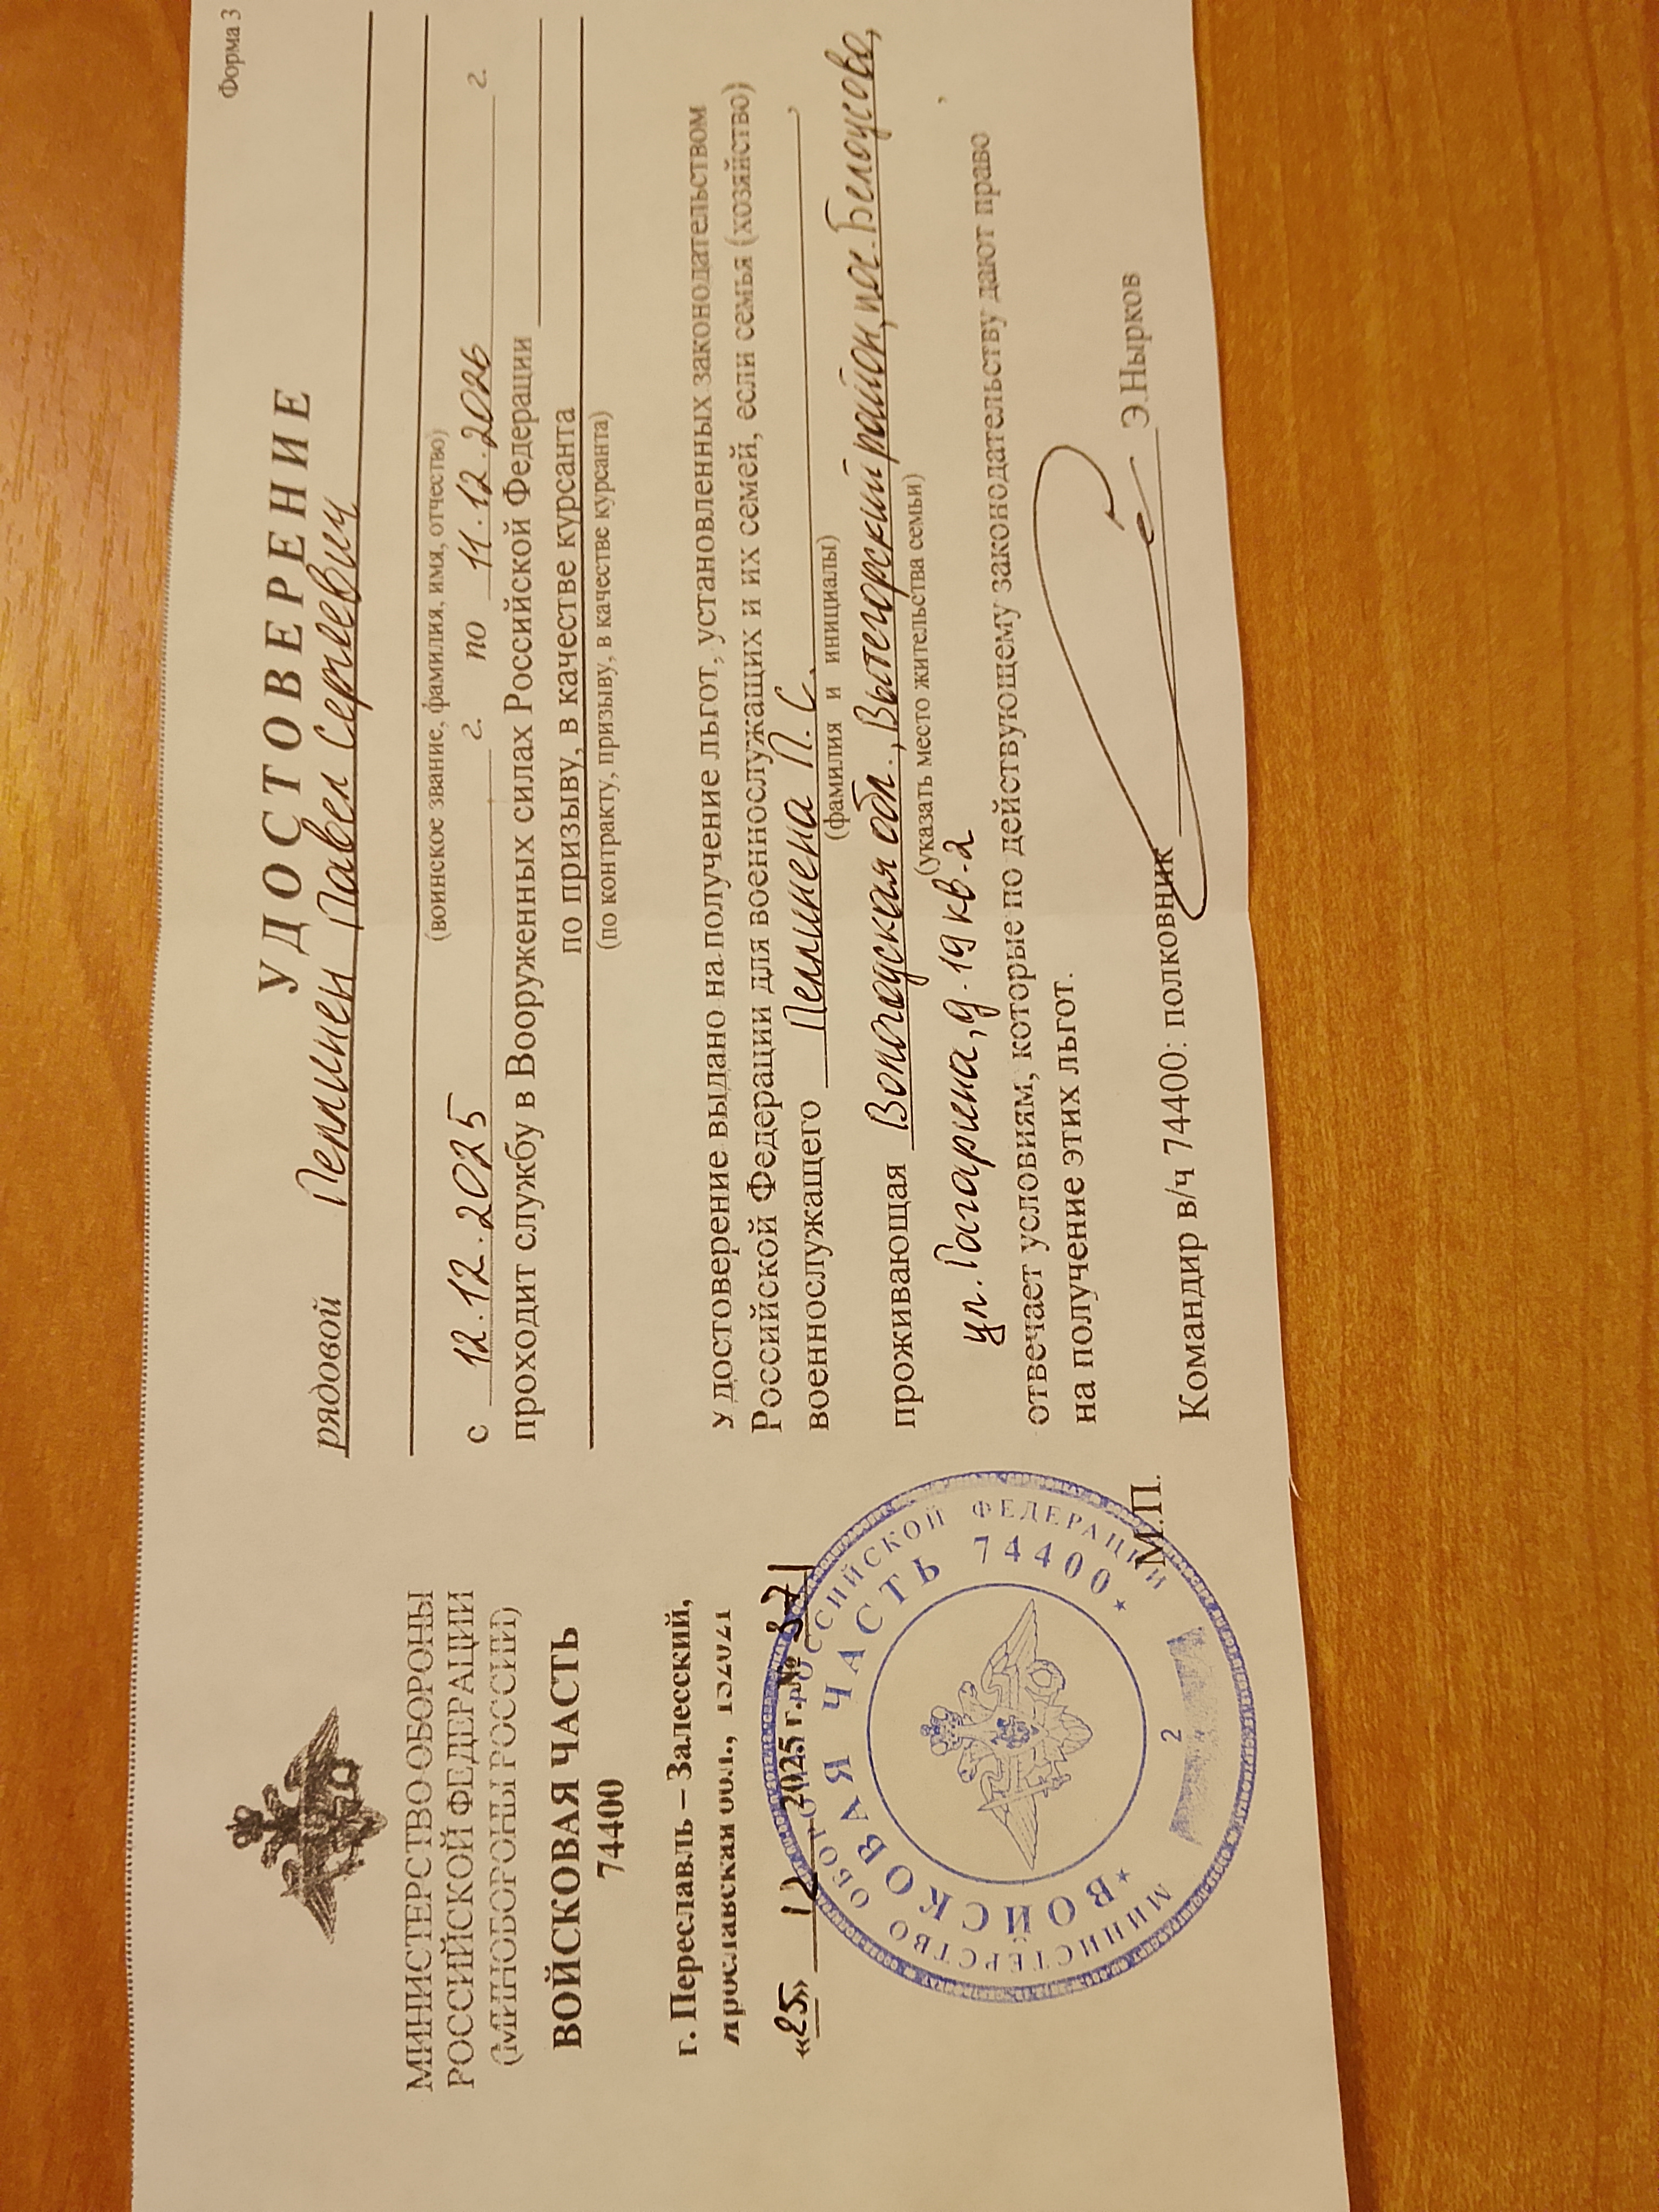 Форма 3
МИНИСТЕРСТВО ОБОРОНЫ
РОССИЙСКОЙ ФЕДЕРАЦИИ
(МИНОБОРОНЫ РОССИИ)
ВОЙСКОВАЯ ЧАСТЬ
74400
г. Переславль – Залесский,
Ярославская обл.,
«25» 12 2025 г. №
МИНИСТЕРСТВО ОБОРОНЫ РОССИЙСКОЙ ФЕДЕРАЦИИ
* ВОЙСКОВАЯ ЧАСТЬ 74400 *
2
М.П.
УДОСТОВЕРЕНИЕ
рядовой Пеллинен Павел Сергеевич
(воинское звание, фамилия, имя, отчество)
с 12.12.2025 г. по 11.12.2026 г.
проходит службу в Вооруженных силах Российской Федерации
по призыву, в качестве курсанта
(по контракту, призыву, в качестве курсанта)
Удостоверение выдано на получение льгот, установленных законодательством
Российской Федерации для военнослужащих и их семей, если семья (хозяйство)
военнослужащего Пеллинена П.С. ,
(фамилия и инициалы)
проживающая Вологодская обл., Вытегорский район, пос. Белоусово,
(указать место жительства семьи)
ул. Гагарина, д. 19 кв. 2 ,
отвечает условиям, которые по действующему законодательству дают право
на получение этих льгот.
Командир в/ч 74400: полковник Э.Нырков